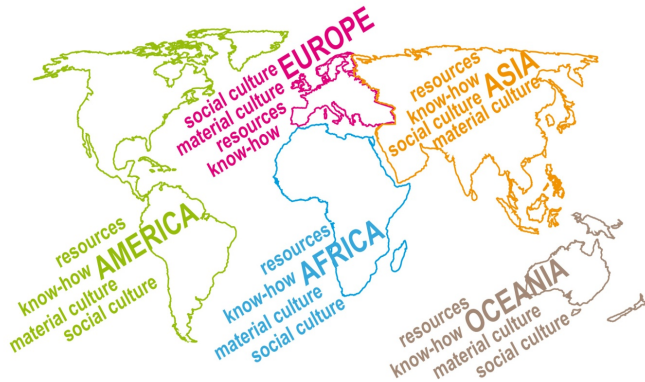 social culture EUROPE
material culture
resources
know-how
resources
know-how ASIA
social culture
material culture
resources
know-how AMERICA
material culture
social culture
resources
know-how AFRICA
material culture
social culture
resources
know-how OCEANIA
material culture
social culture